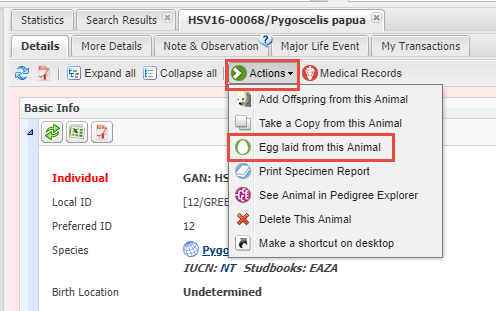 Statistics Search Results HSV16-00068/Pygoscelis papua
Details More Details Note & Observation ? Major Life Event My Transactions
Expand all Collapse all Actions Medical Records
Add Offspring from this Animal
Take a Copy from this Animal
Egg laid from this Animal
Print Specimen Report
See Animal in Pedigree Explorer
Delete This Animal
Make a shortcut on desktop
Basic Info
Individual GAN: HS
Local ID [12/GREE
Preferred ID 12
Species Pygo
IUCN: NT Studbooks: EAZA
Birth Location Undetermined